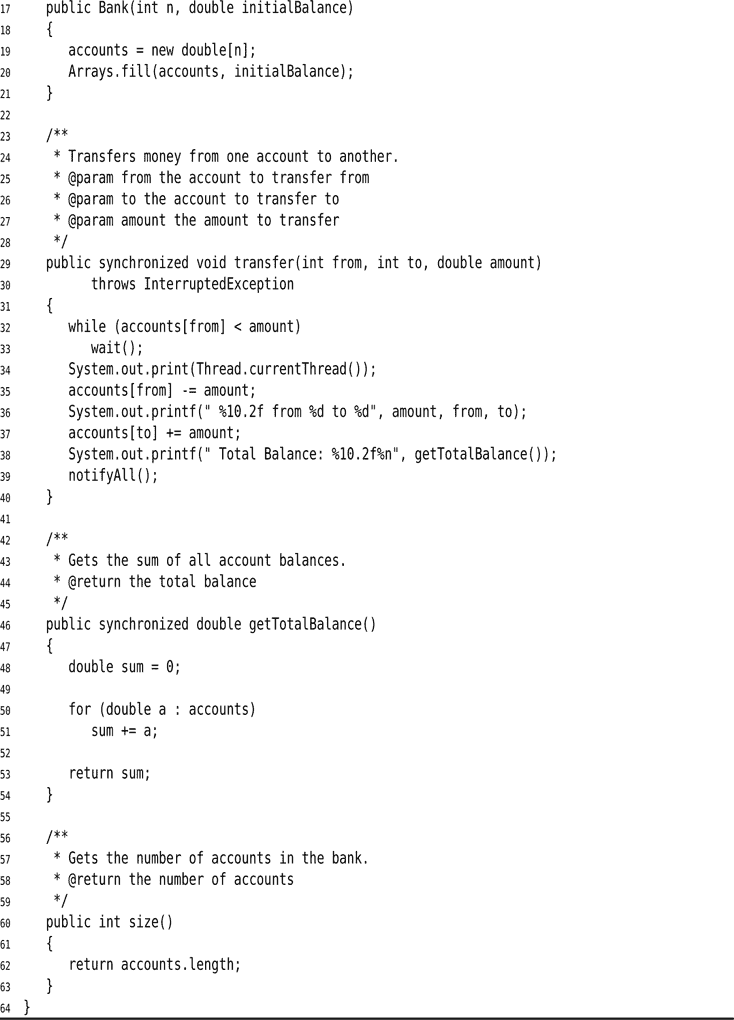 17 public Bank(int n, double initialBalance)
18 {
19 accounts = new double[n];
20 Arrays.fill(accounts, initialBalance);
21 }
22
23 /**
24 * Transfers money from one account to another.
25 * @param from the account to transfer from
26 * @param to the account to transfer to
27 * @param amount the amount to transfer
28 */
29 public synchronized void transfer(int from, int to, double amount)
30 throws InterruptedException
31 {
32 while (accounts[from] < amount)
33 wait();
34 System.out.print(Thread.currentThread());
35 accounts[from] -= amount;
36 System.out.printf(" %10.2f from %d to %d", amount, from, to);
37 accounts[to] += amount;
38 System.out.printf(" Total Balance: %10.2f%n", getTotalBalance());
39 notifyAll();
40 }
41
42 /**
43 * Gets the sum of all account balances.
44 * @return the total balance
45 */
46 public synchronized double getTotalBalance()
47 {
48 double sum = 0;
49
50 for (double a : accounts)
51 sum += a;
52
53 return sum;
54 }
55
56 /**
57 * Gets the number of accounts in the bank.
58 * @return the number of accounts
59 */
60 public int size()
61 {
62 return accounts.length;
63 }
64 }